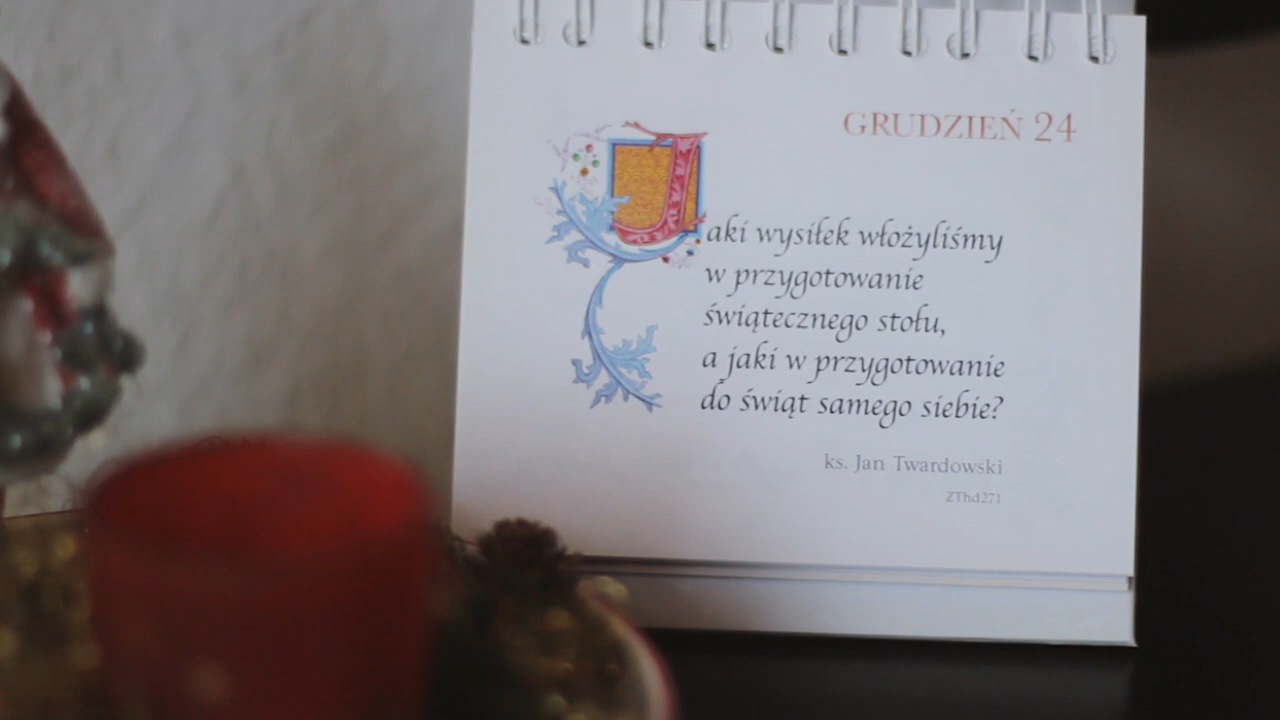 GRUDZIEŃ 24
Jaki wysiłek włożyliśmy
w przygotowanie
świątecznego stołu,
a jaki w przygotowanie
do świąt samego siebie?
ks. Jan Twardowski
ZThd271